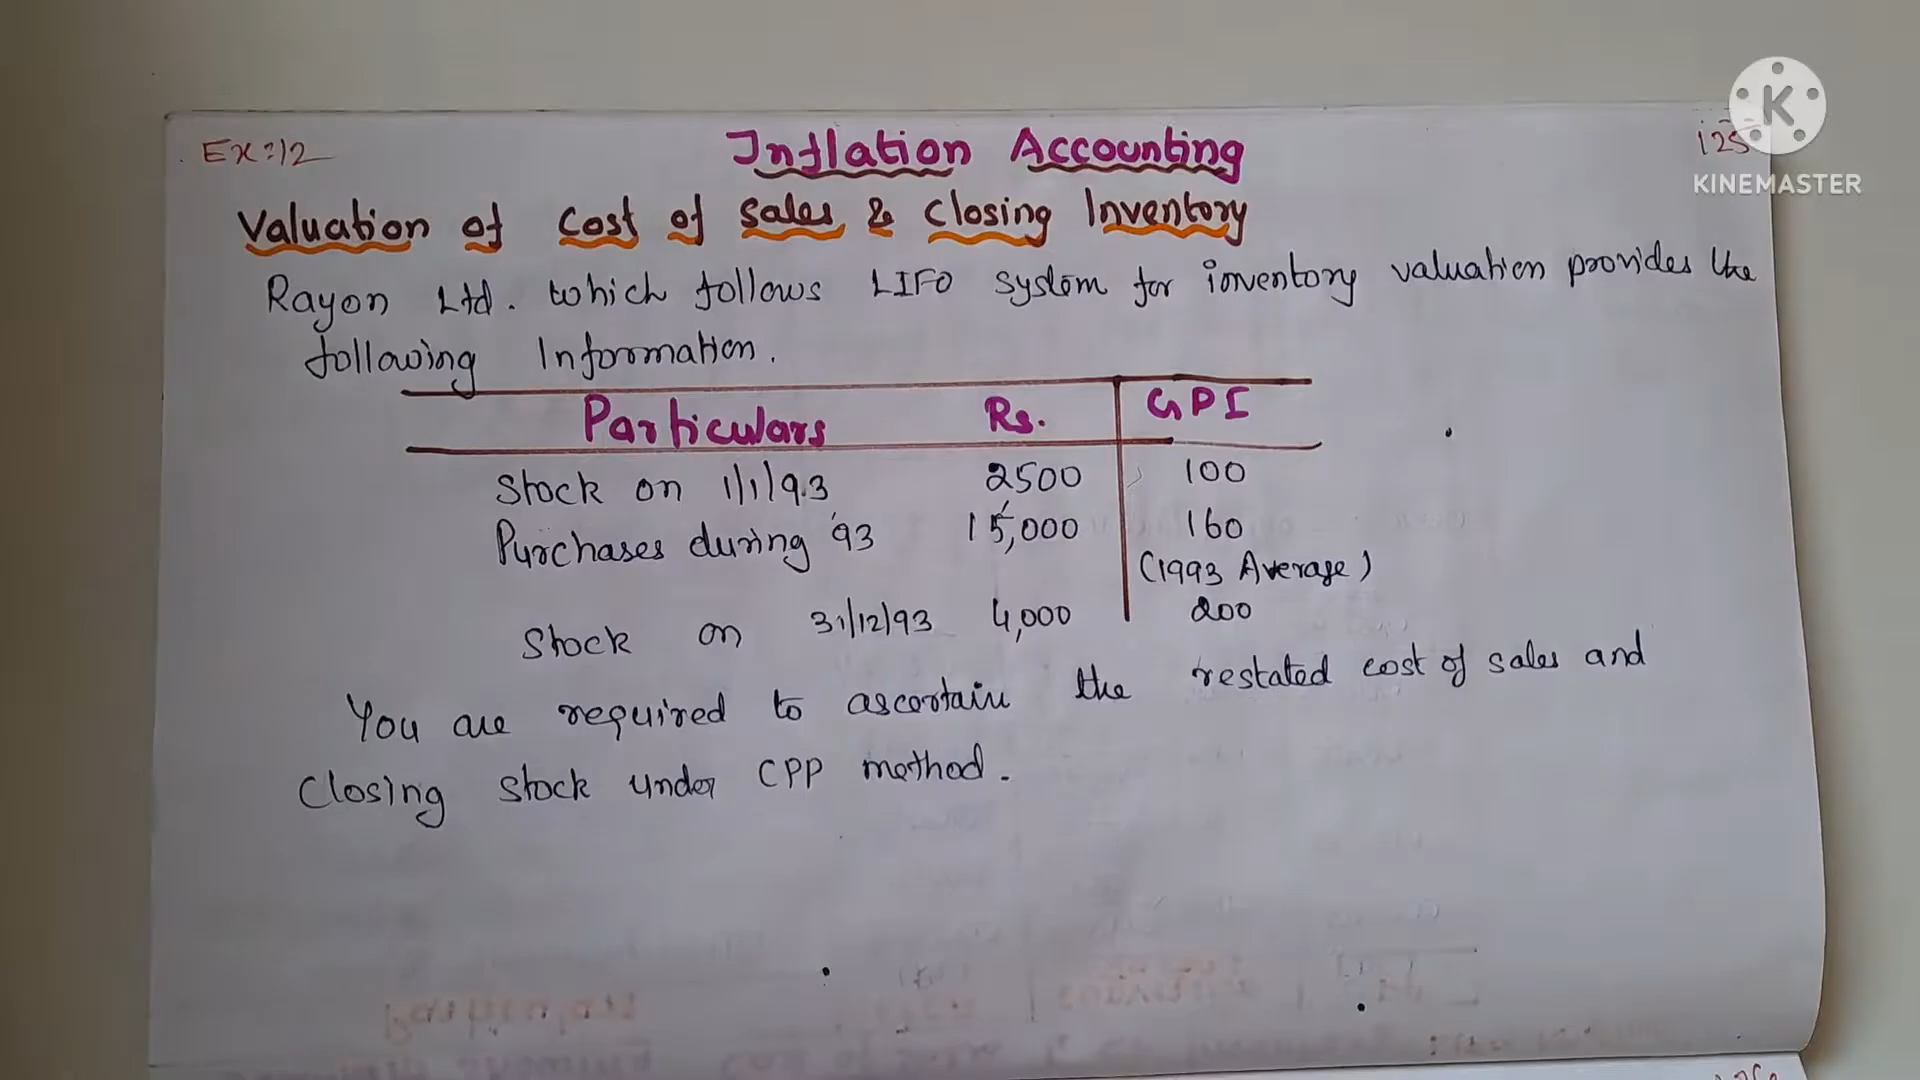 Ex:12
Inflation Accounting
125
KINEMASTER
Valuation of Cost of Sales & Closing Inventory
Rayon Ltd. Which follows LIFO system for inventory valuation provides the
following Information.
Particulars Rs. GPI
Stock on 1/1/93 2500 100
Purchases during '93 15,000 160
(1993 Average)
Stock on 31/12/93 4,000 200
You are required to ascertain the restated cost of sales and
Closing stock under CPP method.